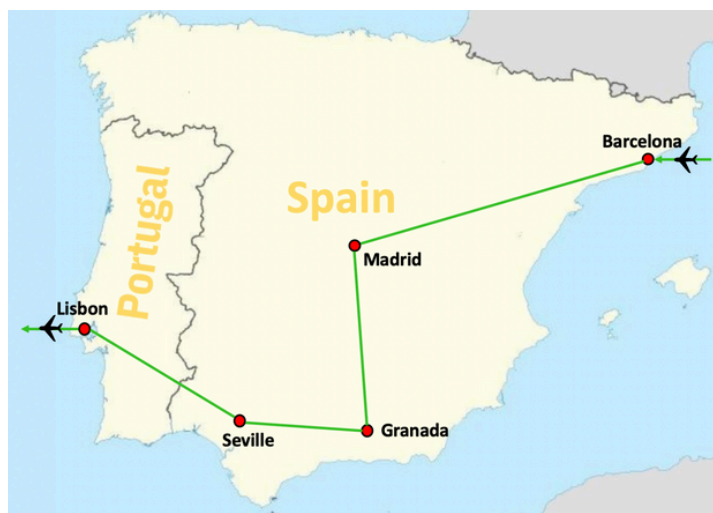 Barcelona
Spain
Portugal
Madrid
Lisbon
Seville
Granada